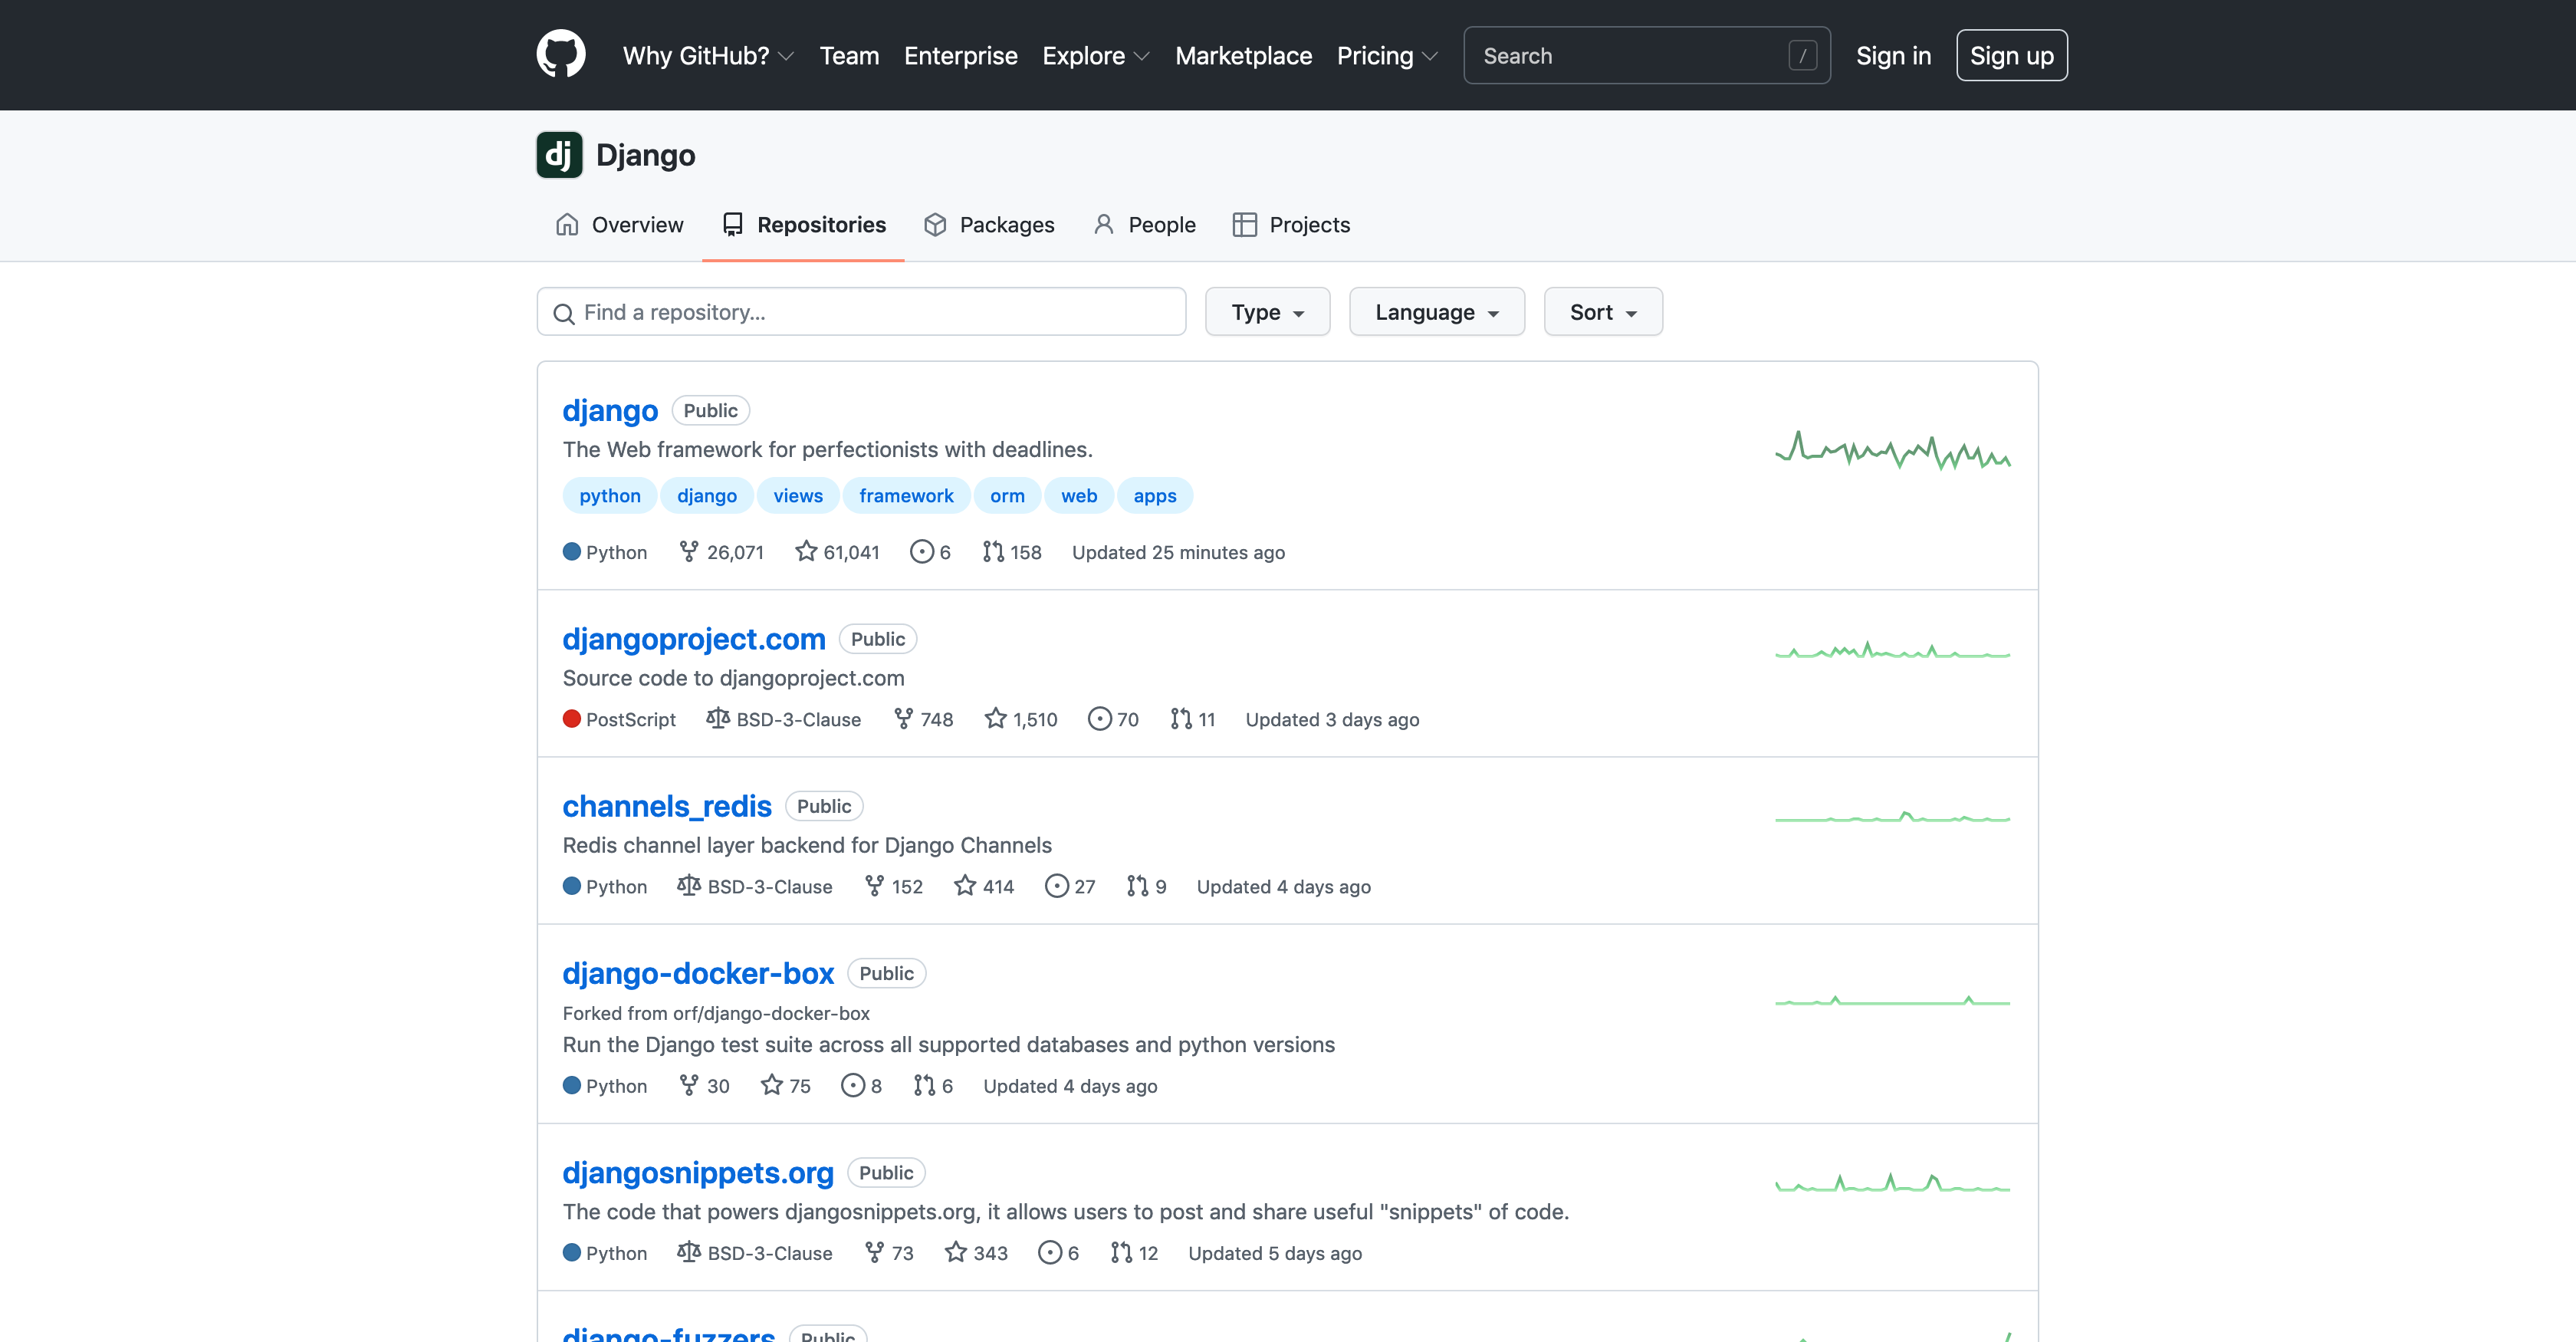 Why GitHub? Team Enterprise Explore Marketplace Pricing Search / Sign in Sign up
dj Django
Overview Repositories Packages People Projects
Find a repository... Type Language Sort
django Public
The Web framework for perfectionists with deadlines.
python django views framework orm web apps
Python 26,071 61,041 6 158 Updated 25 minutes ago
djangoproject.com Public
Source code to djangoproject.com
PostScript BSD-3-Clause 748 1,510 70 11 Updated 3 days ago
channels_redis Public
Redis channel layer backend for Django Channels
Python BSD-3-Clause 152 414 27 9 Updated 4 days ago
django-docker-box Public
Forked from orf/django-docker-box
Run the Django test suite across all supported databases and python versions
Python 30 75 8 6 Updated 4 days ago
djangosnippets.org Public
The code that powers djangosnippets.org, it allows users to post and share useful "snippets" of code.
Python BSD-3-Clause 73 343 6 12 Updated 5 days ago
django-fuzzers Public